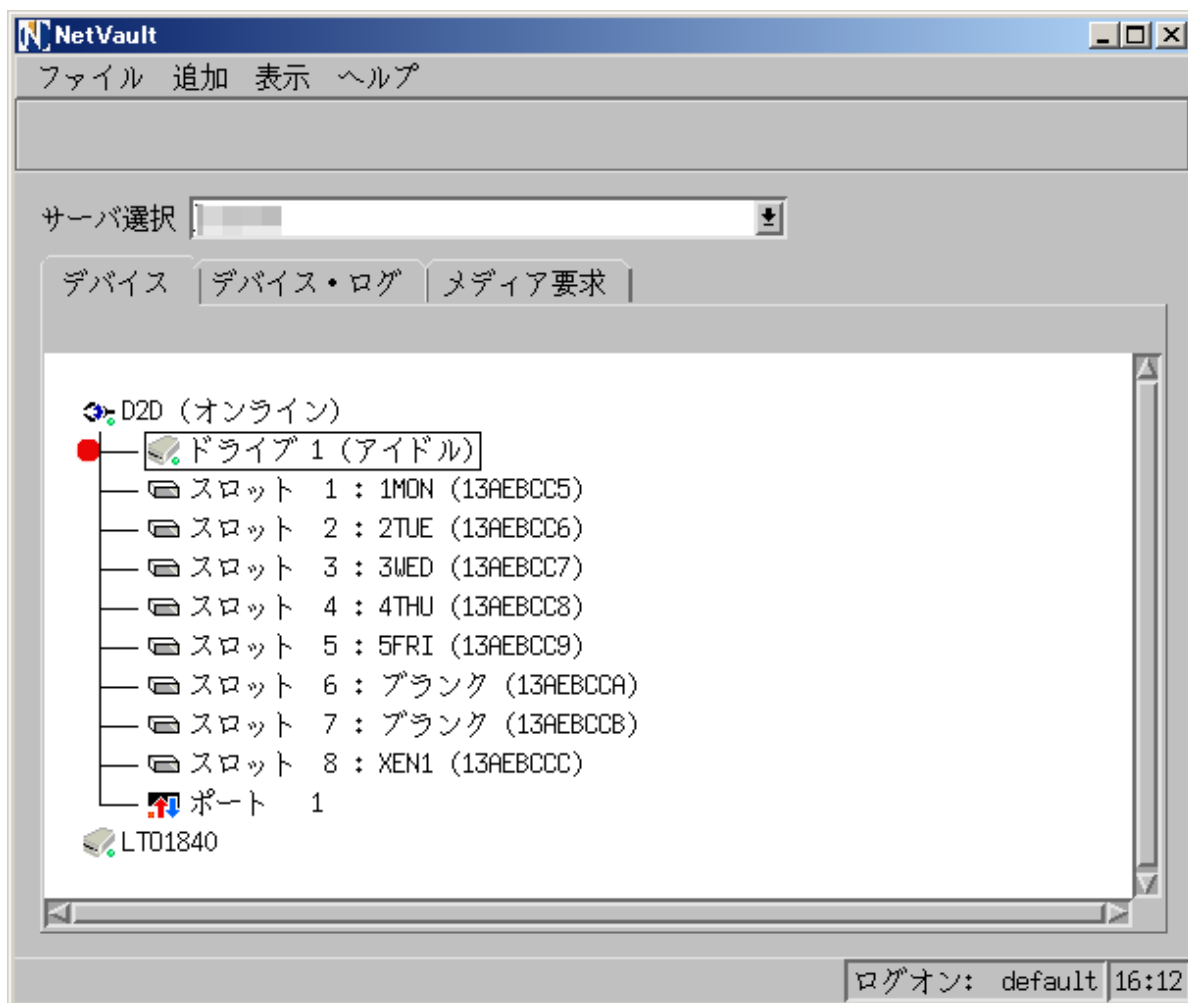 NetVault
ファイル 追加 表示 ヘルプ
サーバ選択
デバイス デバイス・ログ メディア要求
D2D (オンライン)
ドライブ 1 (アイドル)
スロット 1 : 1MON (13AEBCC5)
スロット 2 : 2TUE (13AEBCC6)
スロット 3 : 3WED (13AEBCC7)
スロット 4 : 4THU (13AEBCC8)
スロット 5 : 5FRI (13AEBCC9)
スロット 6 : ブランク (13AEBCCA)
スロット 7 : ブランク (13AEBCCB)
スロット 8 : XEN1 (13AEBCCC)
ポート 1
LTO1840
ログオン: default 16:12